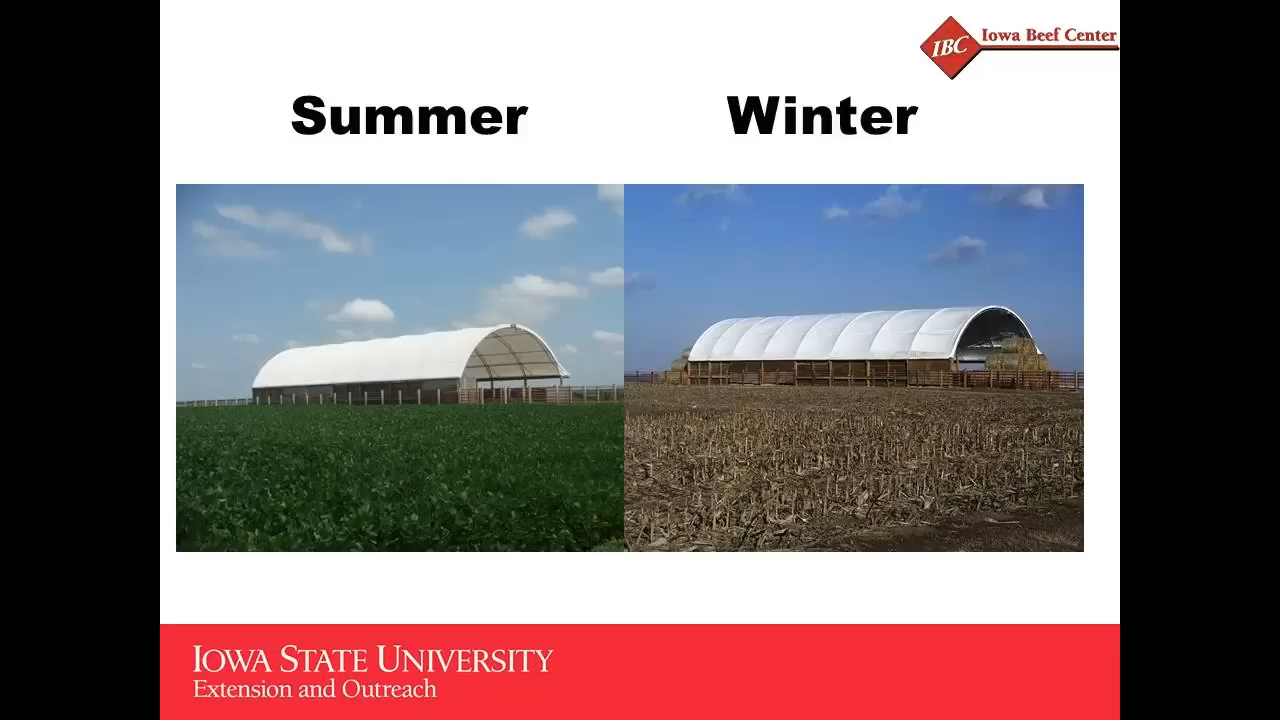 IBC Iowa Beef Center
Summer Winter
IOWA STATE UNIVERSITY
Extension and Outreach